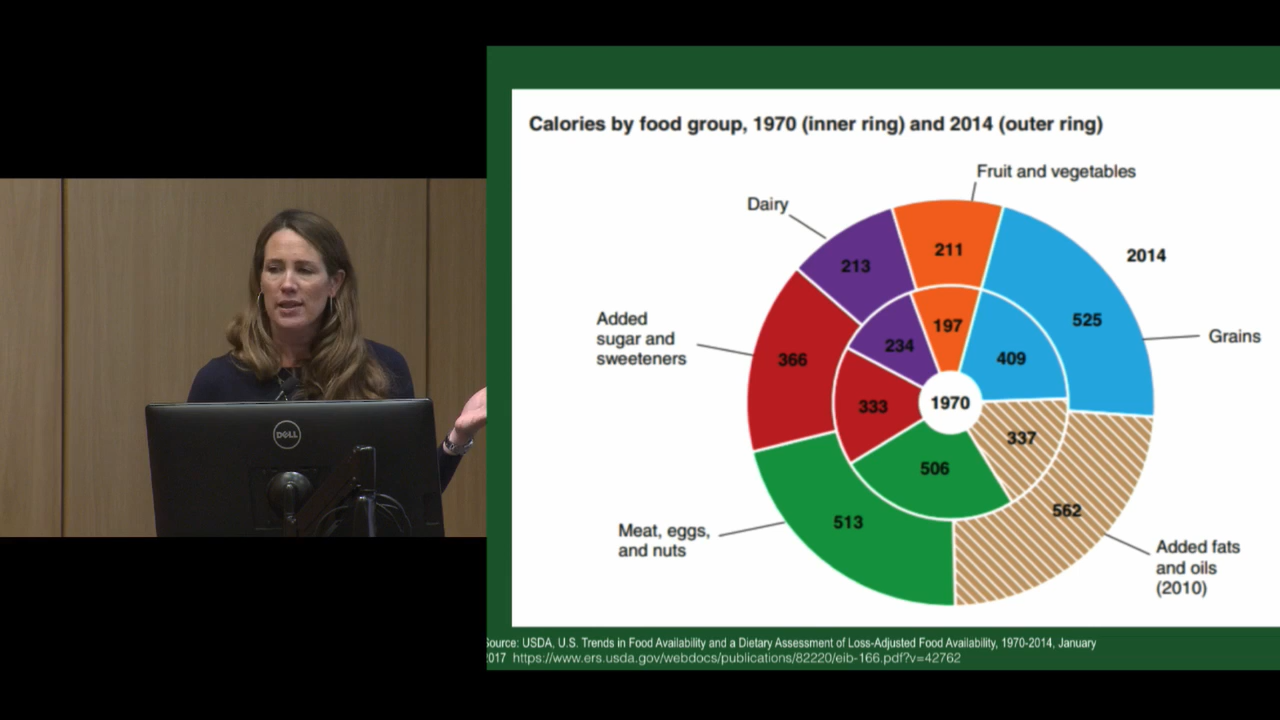 DELL
Calories by food group, 1970 (inner ring) and 2014 (outer ring)
Fruit and vegetables
Dairy
211
2014
213
197
525
Added
sugar and
sweeteners
234
409
Grains
366
333
1970
337
506
562
513
Meat, eggs,
and nuts
Added fats
and oils
(2010)
ource: USDA, U.S. Trends in Food Availability and a Dietary Assessment of Loss-Adjusted Food Availability, 1970-2014, January
017 https://www.ers.usda.gov/webdocs/publications/82220/eib-166.pdf?v=42762